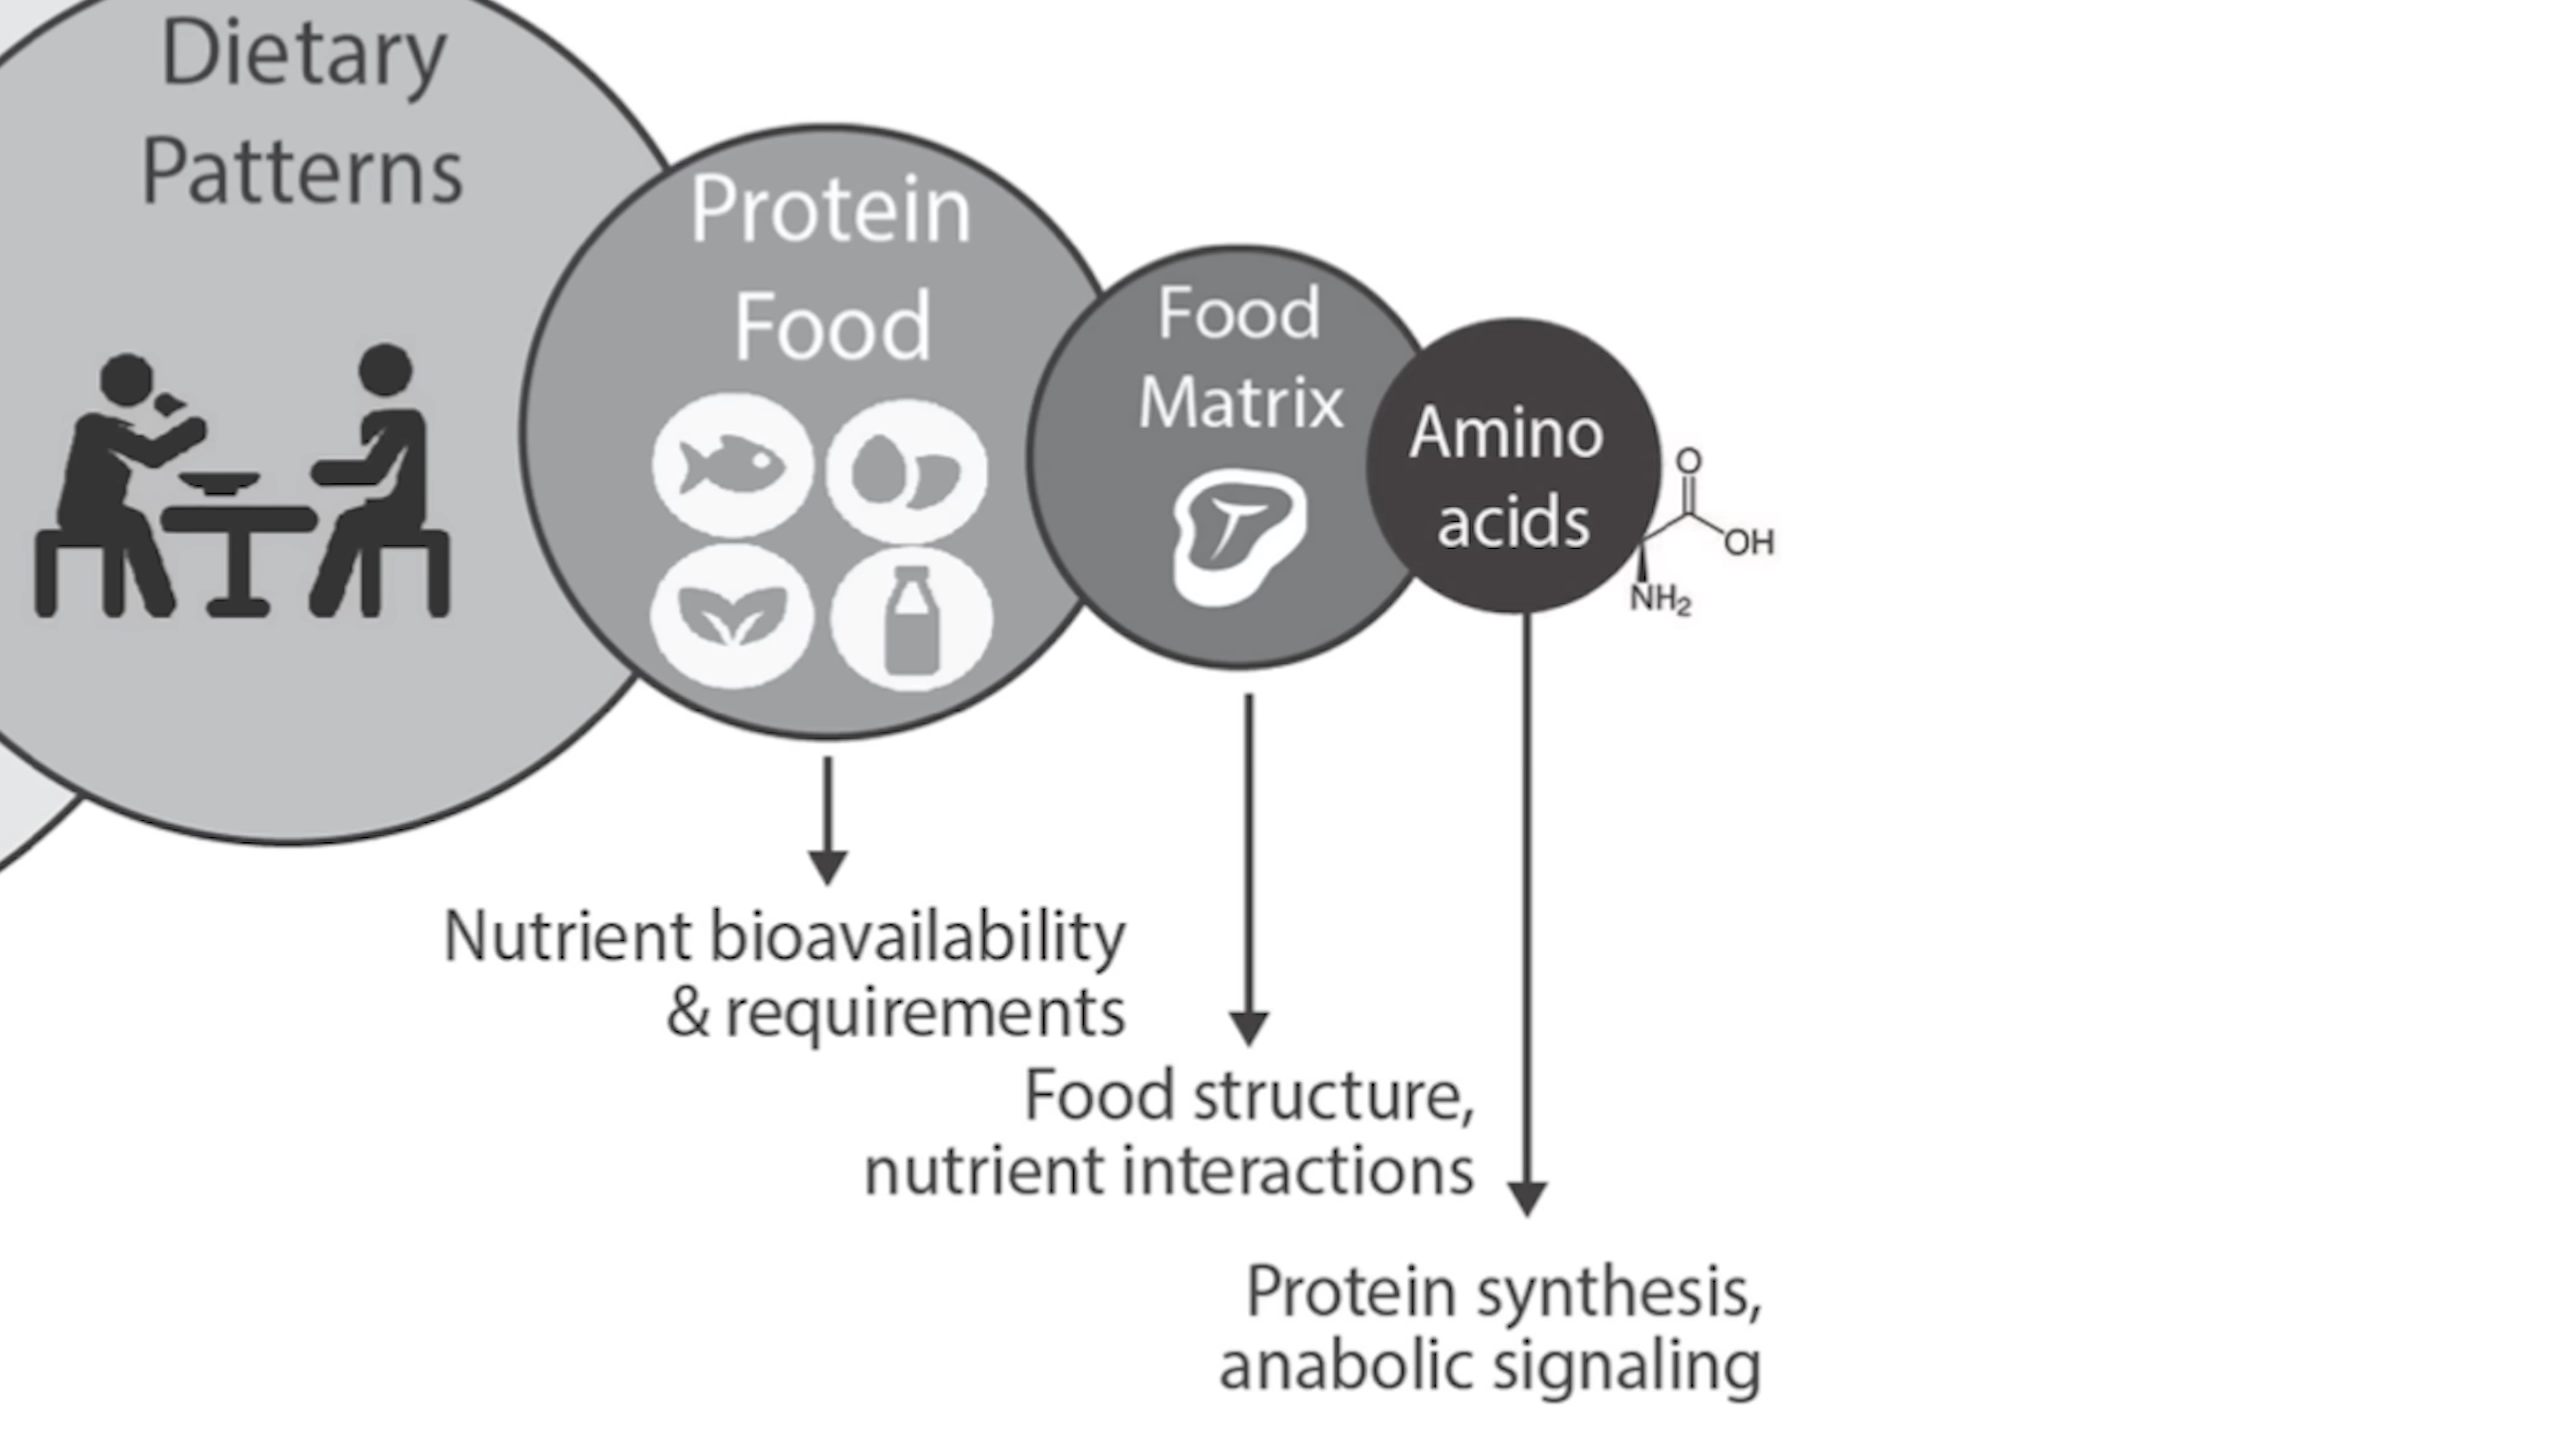 Dietary
Patterns
Protein
Food
Food
Matrix
Amino
acids
O
OH
NH2
Nutrient bioavailability
& requirements
Food structure,
nutrient interactions
Protein synthesis,
anabolic signaling